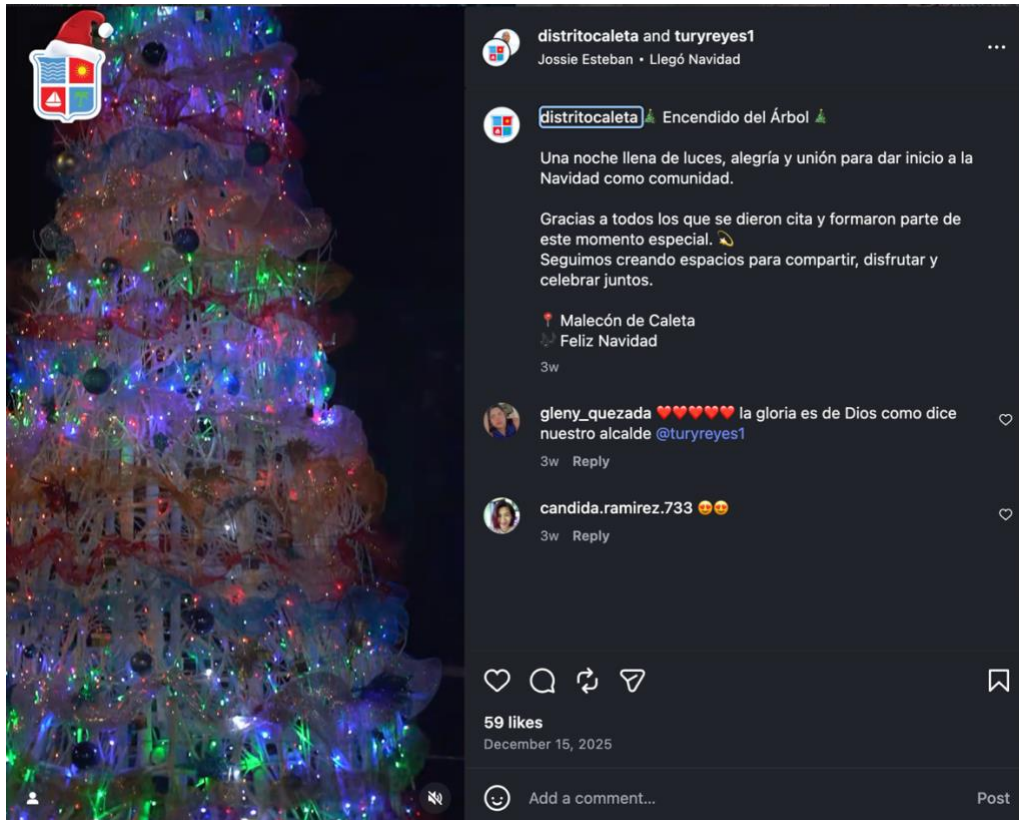 distritocaleta and turyreyes1
Jossie Esteban • Llegó Navidad
distritocaleta🎄 Encendido del Árbol🎄
Una noche llena de luces, alegría y unión para dar inicio a la
Navidad como comunidad.
Gracias a todos los que se dieron cita y formaron parte de
este momento especial. 💫
Seguimos creando espacios para compartir, disfrutar y
celebrar juntos.
📍 Malecón de Caleta
Feliz Navidad
3w
gleny_quezada ❤️❤️❤️❤️❤️ la gloria es de Dios como dice
nuestro alcalde @turyreyes1
3w Reply
candida.ramirez.733 😍😍
3w Reply
59 likes
December 15, 2025
Add a comment...
Post